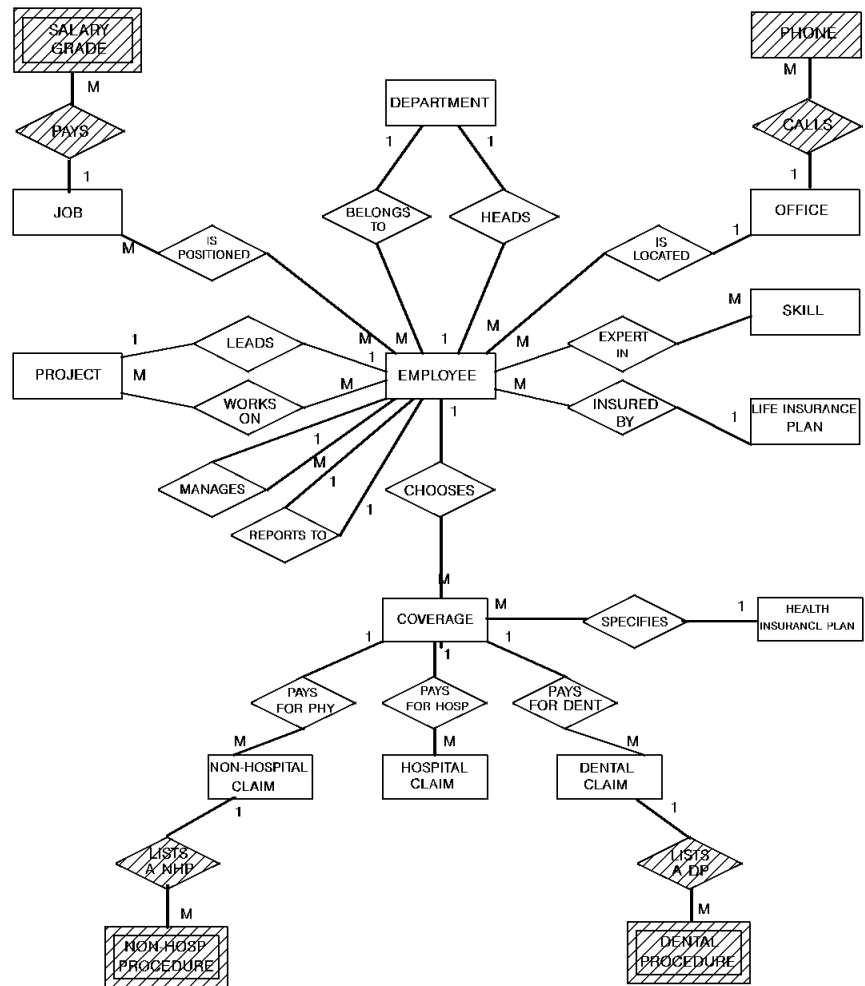 SALARY
GRADE
PHONE
M
M
DEPARTMENT
PAYS
CALLS
1
1
1
1
JOB
BELONGS
TO
HEADS
OFFICE
M
IS
POSITIONED
IS
LOCATED
1
M
SKILL
M
M
1
M
M
EXPERT
IN
1
LEADS
1
PROJECT
EMPLOYEE
M
WORKS
ON
M
M
INSURED
BY
1
LIFE INSURANCE
PLAN
1
1
M
MANAGES
1
CHOOSES
1
REPORTS TO
M
COVERAGE
M
SPECIFIES
1
HEALTH
INSURANCE PLAN
1
1
1
PAYS
FOR PHY
PAYS
FOR HOSP
PAYS
FOR DENT
M
M
M
NON-HOSPITAL
CLAIM
HOSPITAL
CLAIM
DENTAL
CLAIM
1
1
LISTS
A NHP
LISTS
A DP
M
M
NON-HOSP
PROCEDURE
DENTAL
PROCEDURE